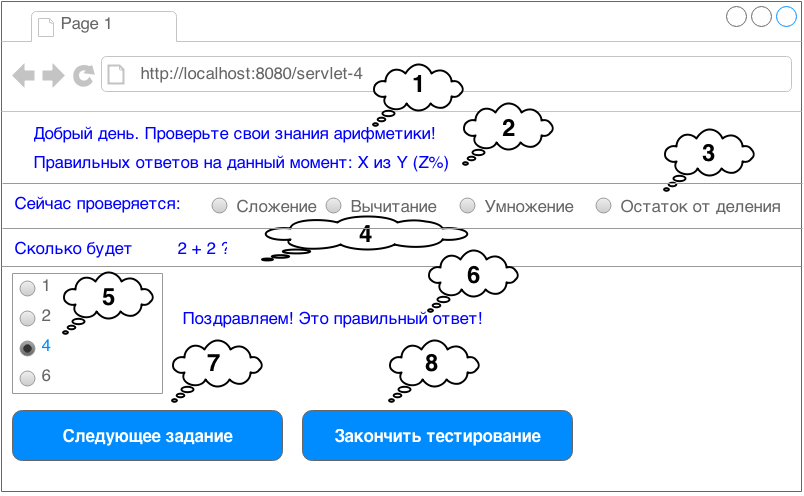 Page 1
http://localhost:8080/servlet-4
1
Добрый день. Проверьте свои знания арифметики!
2
Правильных ответов на данный момент: X из Y (Z%)
3
Сейчас проверяется: Сложение Вычитание Умножение Остаток от деления
4
Сколько будет 2 + 2 ?
6
1
5
2
Поздравляем! Это правильный ответ!
4
7
8
6
Следующее задание Закончить тестирование